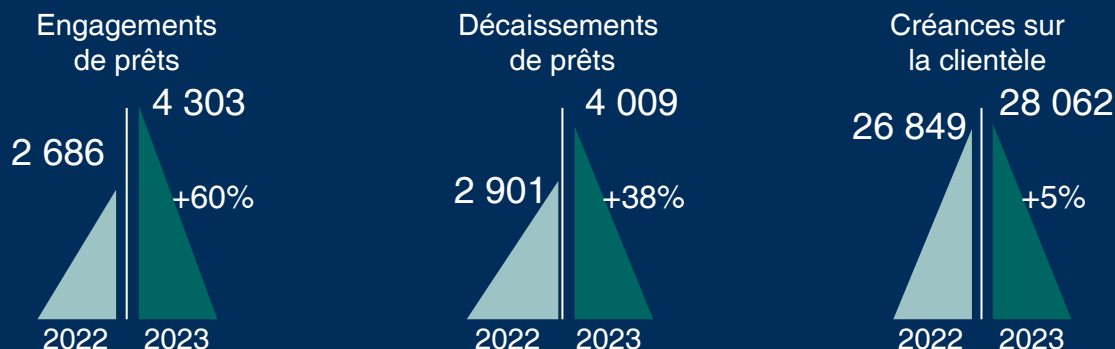 Engagements
de prêts
4 303
2 686
+60%
2022 2023
Décaissements
de prêts
4 009
2 901
+38%
2022 2023
Créances sur
la clientèle
28 062
26 849
+5%
2022 2023